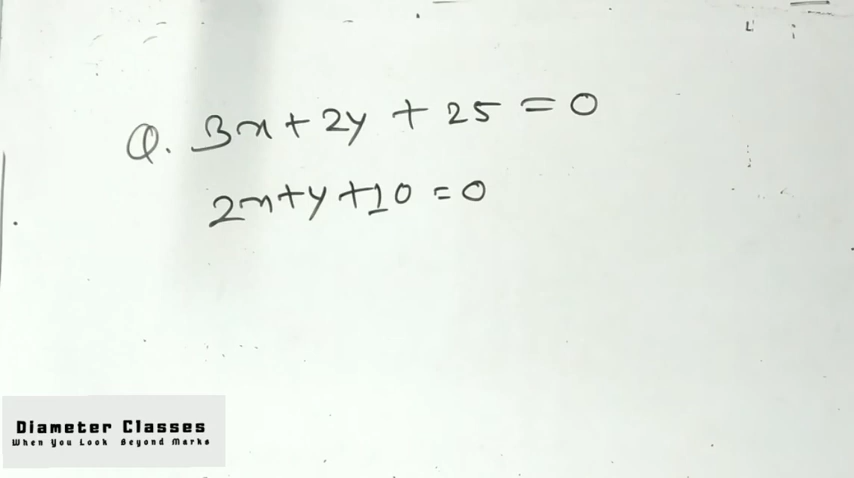 Q. 3x + 2y + 25 = 0
2x + y + 10 = 0
Diameter Classes
When You Look Beyond Marks